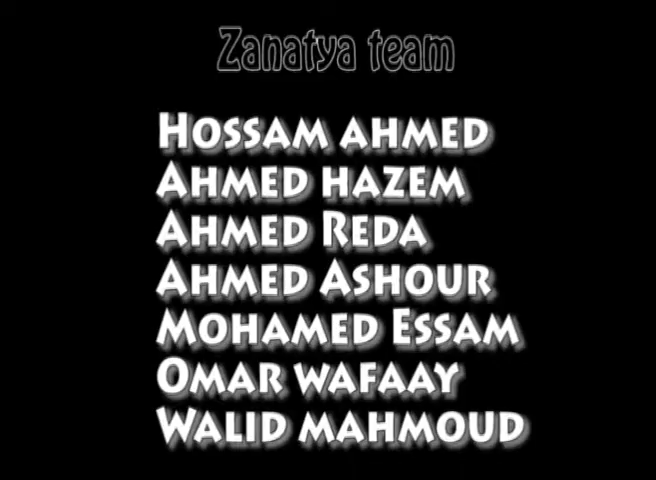 Zanatya team
Hossam ahmed
Ahmed hazem
Ahmed Reda
Ahmed Ashour
Mohamed Essam
Omar wafaay
Walid mahmoud